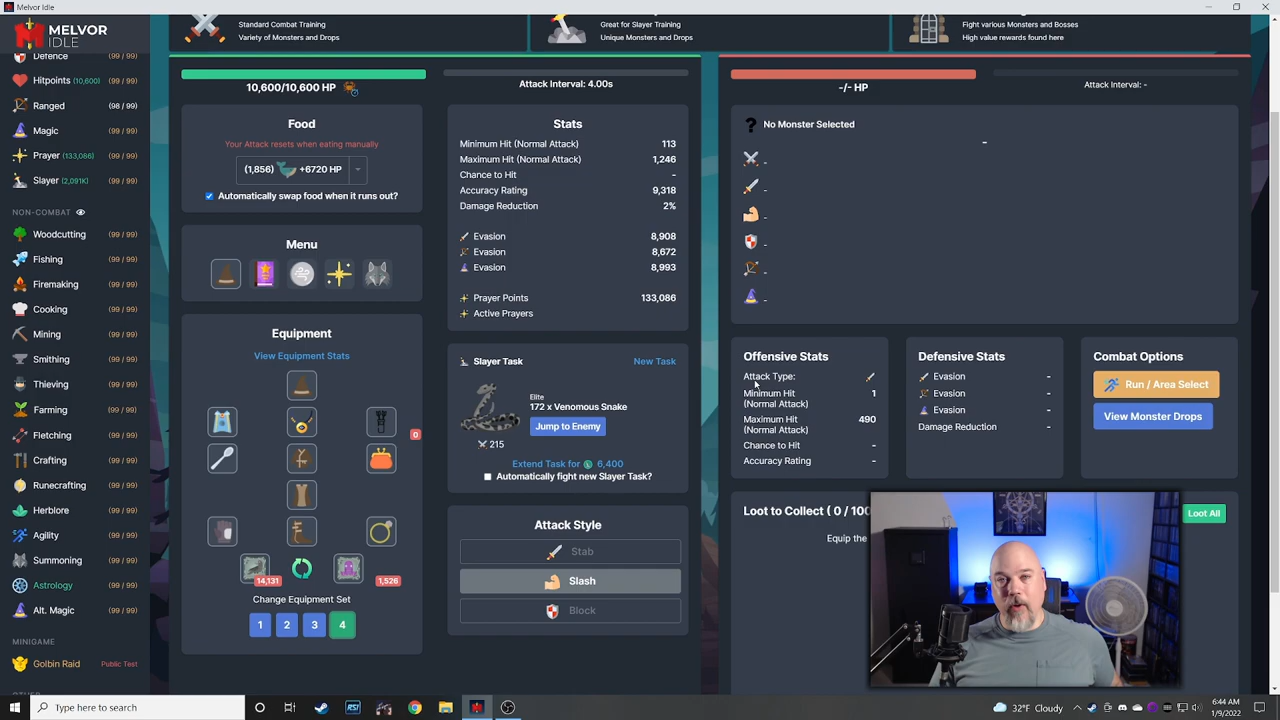 Melvor Idle
MELVOR
IDLE
Standard Combat Training
Variety of Monsters and Drops
Great for Slayer Training
Unique Monsters and Drops
Fight various Monsters and Bosses
High value rewards found here
Defence (99 / 99)
Hitpoints (10,600) (99 / 99)
Ranged (98 / 99)
Magic (99 / 99)
Prayer (133,086) (99 / 99)
Slayer (2,091K) (99 / 99)
NON-COMBAT
Woodcutting (99 / 99)
Fishing (99 / 99)
Firemaking (99 / 99)
Cooking (99 / 99)
Mining (99 / 99)
Smithing (99 / 99)
Thieving (99 / 99)
Farming (99 / 99)
Fletching (99 / 99)
Crafting (99 / 99)
Runecrafting (99 / 99)
Herblore (99 / 99)
Agility (99 / 99)
Summoning (99 / 99)
Astrology (99 / 99)
Alt. Magic (99 / 99)
MINIGAME
Golbin Raid Public Test
10,600/10,600 HP
Food
Your Attack resets when eating manually
(1,856) +6720 HP
Automatically swap food when it runs out?
Menu
Equipment
View Equipment Stats
0
14,131
1,526
Change Equipment Set
1 2 3 4
Attack Interval: 4.00s
Stats
Minimum Hit (Normal Attack) 113
Maximum Hit (Normal Attack) 1,246
Chance to Hit -
Accuracy Rating 9,318
Damage Reduction 2%
Evasion 8,908
Evasion 8,672
Evasion 8,993
Prayer Points 133,086
Active Prayers
Slayer Task New Task
Elite
172 x Venomous Snake
Jump to Enemy
215
Extend Task for 6,400
Automatically fight new Slayer Task?
Attack Style
Stab
Slash
Block
-/- HP
Attack Interval: -
? No Monster Selected
-
-
-
-
-
-
-
Offensive Stats
Attack Type:
Minimum Hit 1
(Normal Attack)
Maximum Hit 490
(Normal Attack)
Chance to Hit -
Accuracy Rating -
Defensive Stats
Evasion -
Evasion -
Evasion -
Damage Reduction -
Combat Options
Run / Area Select
View Monster Drops
Loot to Collect ( 0 / 100
Loot All
Equip the
Type here to search
RSI
32°F Cloudy
6:44 AM
1/9/2022